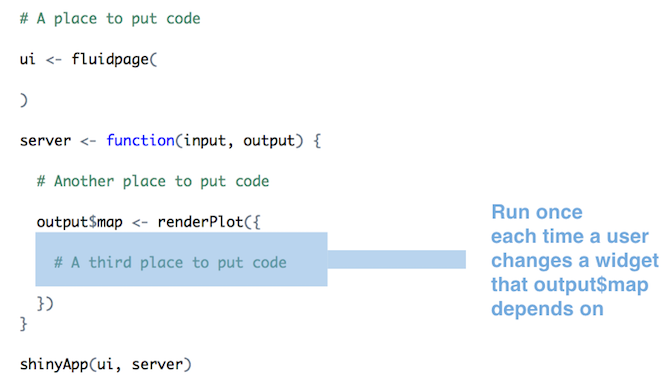 # A place to put code
ui <- fluidpage(
)
server <- function(input, output) {
# Another place to put code
output$map <- renderPlot({
# A third place to put code
})
}
shinyApp(ui, server)
Run once
each time a user
changes a widget
that output$map
depends on